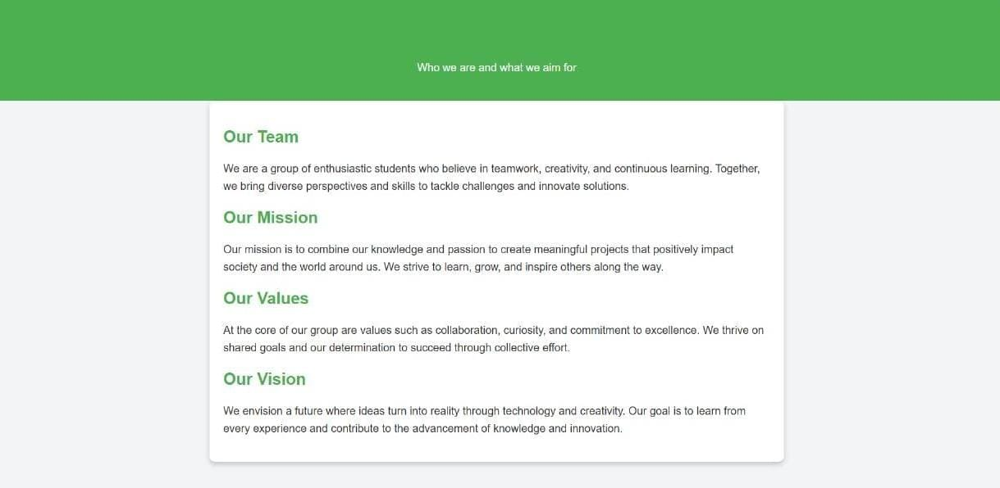 Who we are and what we aim for
Our Team
We are a group of enthusiastic students who believe in teamwork, creativity, and continuous learning. Together,
we bring diverse perspectives and skills to tackle challenges and innovate solutions.
Our Mission
Our mission is to combine our knowledge and passion to create meaningful projects that positively impact
society and the world around us. We strive to learn, grow, and inspire others along the way.
Our Values
At the core of our group are values such as collaboration, curiosity, and commitment to excellence. We thrive on
shared goals and our determination to succeed through collective effort.
Our Vision
We envision a future where ideas turn into reality through technology and creativity. Our goal is to learn from
every experience and contribute to the advancement of knowledge and innovation.